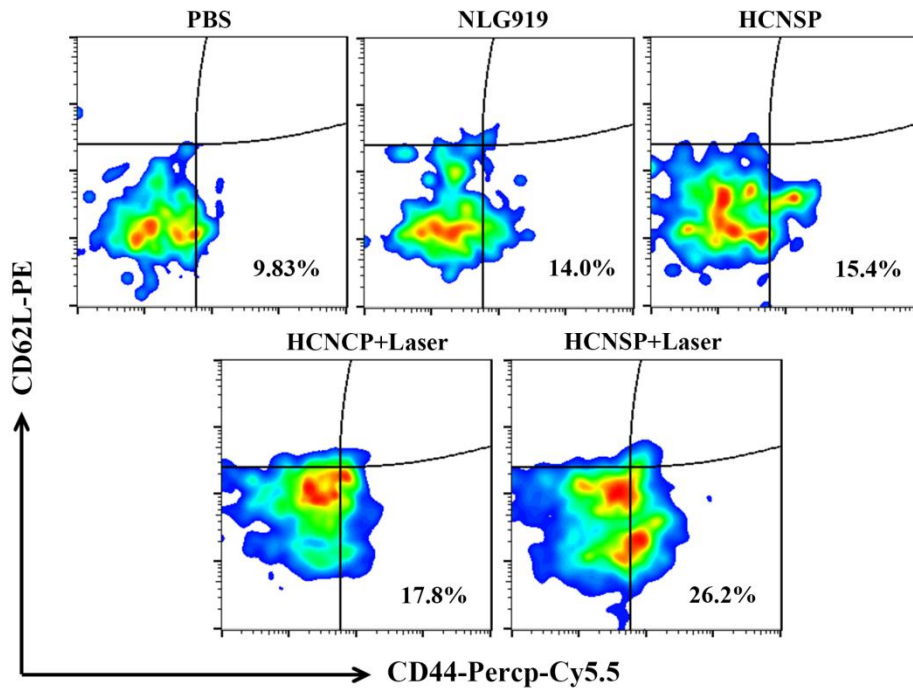 PBS
NLG919
HCNSP
9.83%
14.0%
15.4%
HCNCP+Laser
HCNSP+Laser
17.8%
26.2%
CD62L-PE
CD44-Percp-Cy5.5